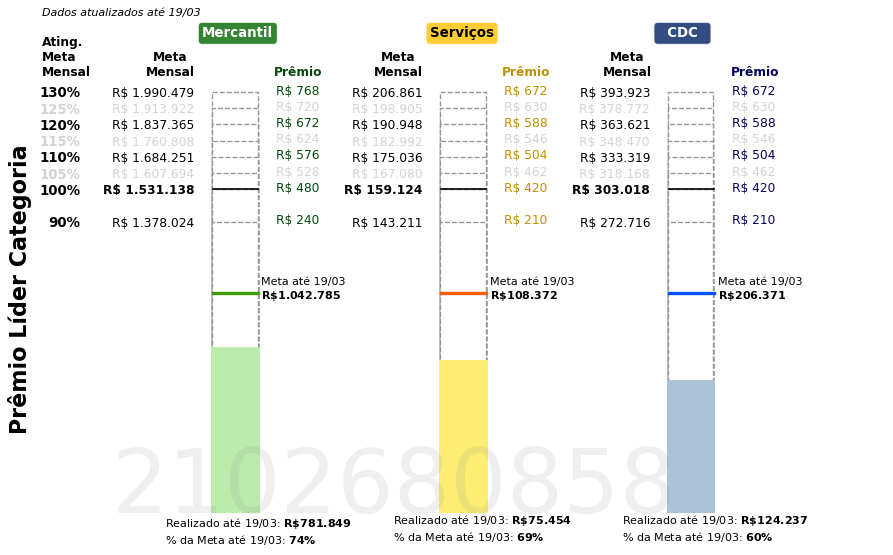 Dados atualizados até 19/03
Mercantil Serviços CDC
Ating. Meta Mensal Meta Mensal Prêmio Meta Mensal Prêmio Meta Mensal Prêmio
130% R$ 1.990.479 R$ 768 R$ 206.861 R$ 672 R$ 393.923 R$ 672
125% R$ 1.913.922 R$ 720 R$ 198.905 R$ 630 R$ 378.772 R$ 630
120% R$ 1.837.365 R$ 672 R$ 190.948 R$ 588 R$ 363.621 R$ 588
115% R$ 1.760.808 R$ 624 R$ 182.992 R$ 546 R$ 348.470 R$ 546
110% R$ 1.684.251 R$ 576 R$ 175.036 R$ 504 R$ 333.319 R$ 504
105% R$ 1.607.694 R$ 528 R$ 167.080 R$ 462 R$ 318.168 R$ 462
100% R$ 1.531.138 R$ 480 R$ 159.124 R$ 420 R$ 303.018 R$ 420
90% R$ 1.378.024 R$ 240 R$ 143.211 R$ 210 R$ 272.716 R$ 210
Meta até 19/03 Meta até 19/03 Meta até 19/03
R$1.042.785 R$108.372 R$206.371
Prêmio Líder Categoria
2102680858
Realizado até 19/03: R$781.849 Realizado até 19/03: R$75.454 Realizado até 19/03: R$124.237
% da Meta até 19/03: 74% % da Meta até 19/03: 69% % da Meta até 19/03: 60%